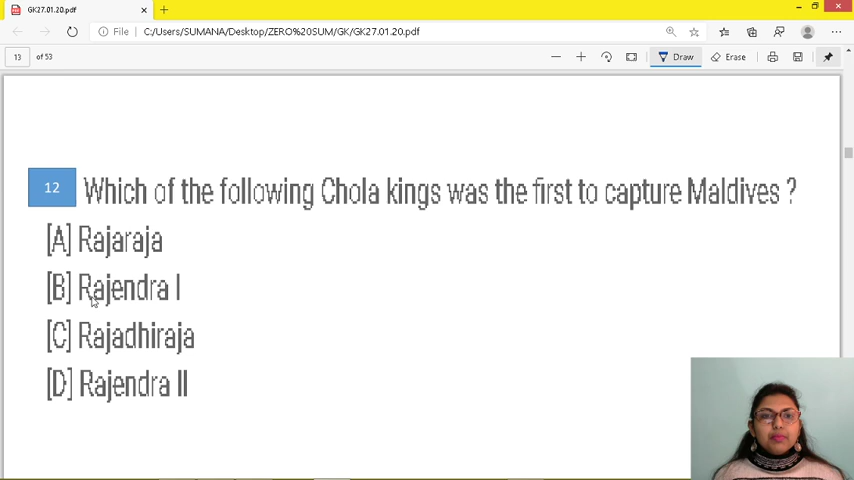 GK27.01.20.pdf
File
C:/Users/SUMANA/Desktop/ZERO%20SUM/GK/GK27.01.20.pdf
13 of 53
Draw
Erase
12 Which of the following Chola kings was the first to capture Maldives ?
[A] Rajaraja
[B] Rajendra I
[C] Rajadhiraja
[D] Rajendra II